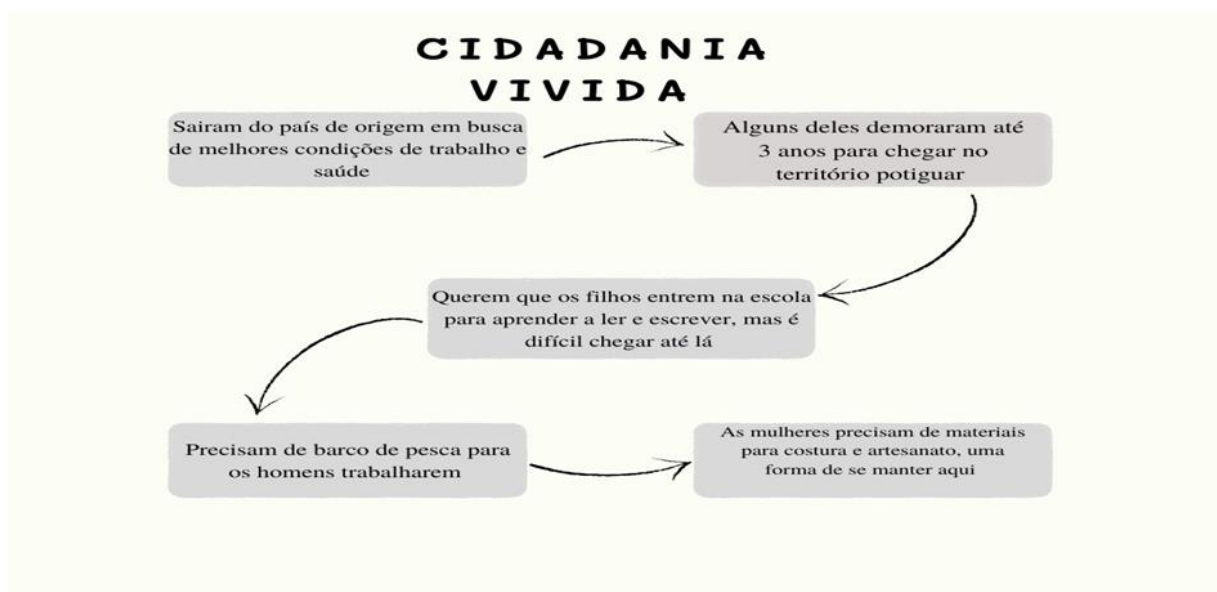 CIDADANIA
VIVIDA
Sairam do país de origem em busca
de melhores condições de trabalho e
saúde
Alguns deles demoraram até
3 anos para chegar no
território potiguar
Querem que os filhos entrem na escola
para aprender a ler e escrever, mas é
difícil chegar até lá
Precisam de barco de pesca para
os homens trabalharem
As mulheres precisam de materiais
para costura e artesanato, uma
forma de se manter aqui